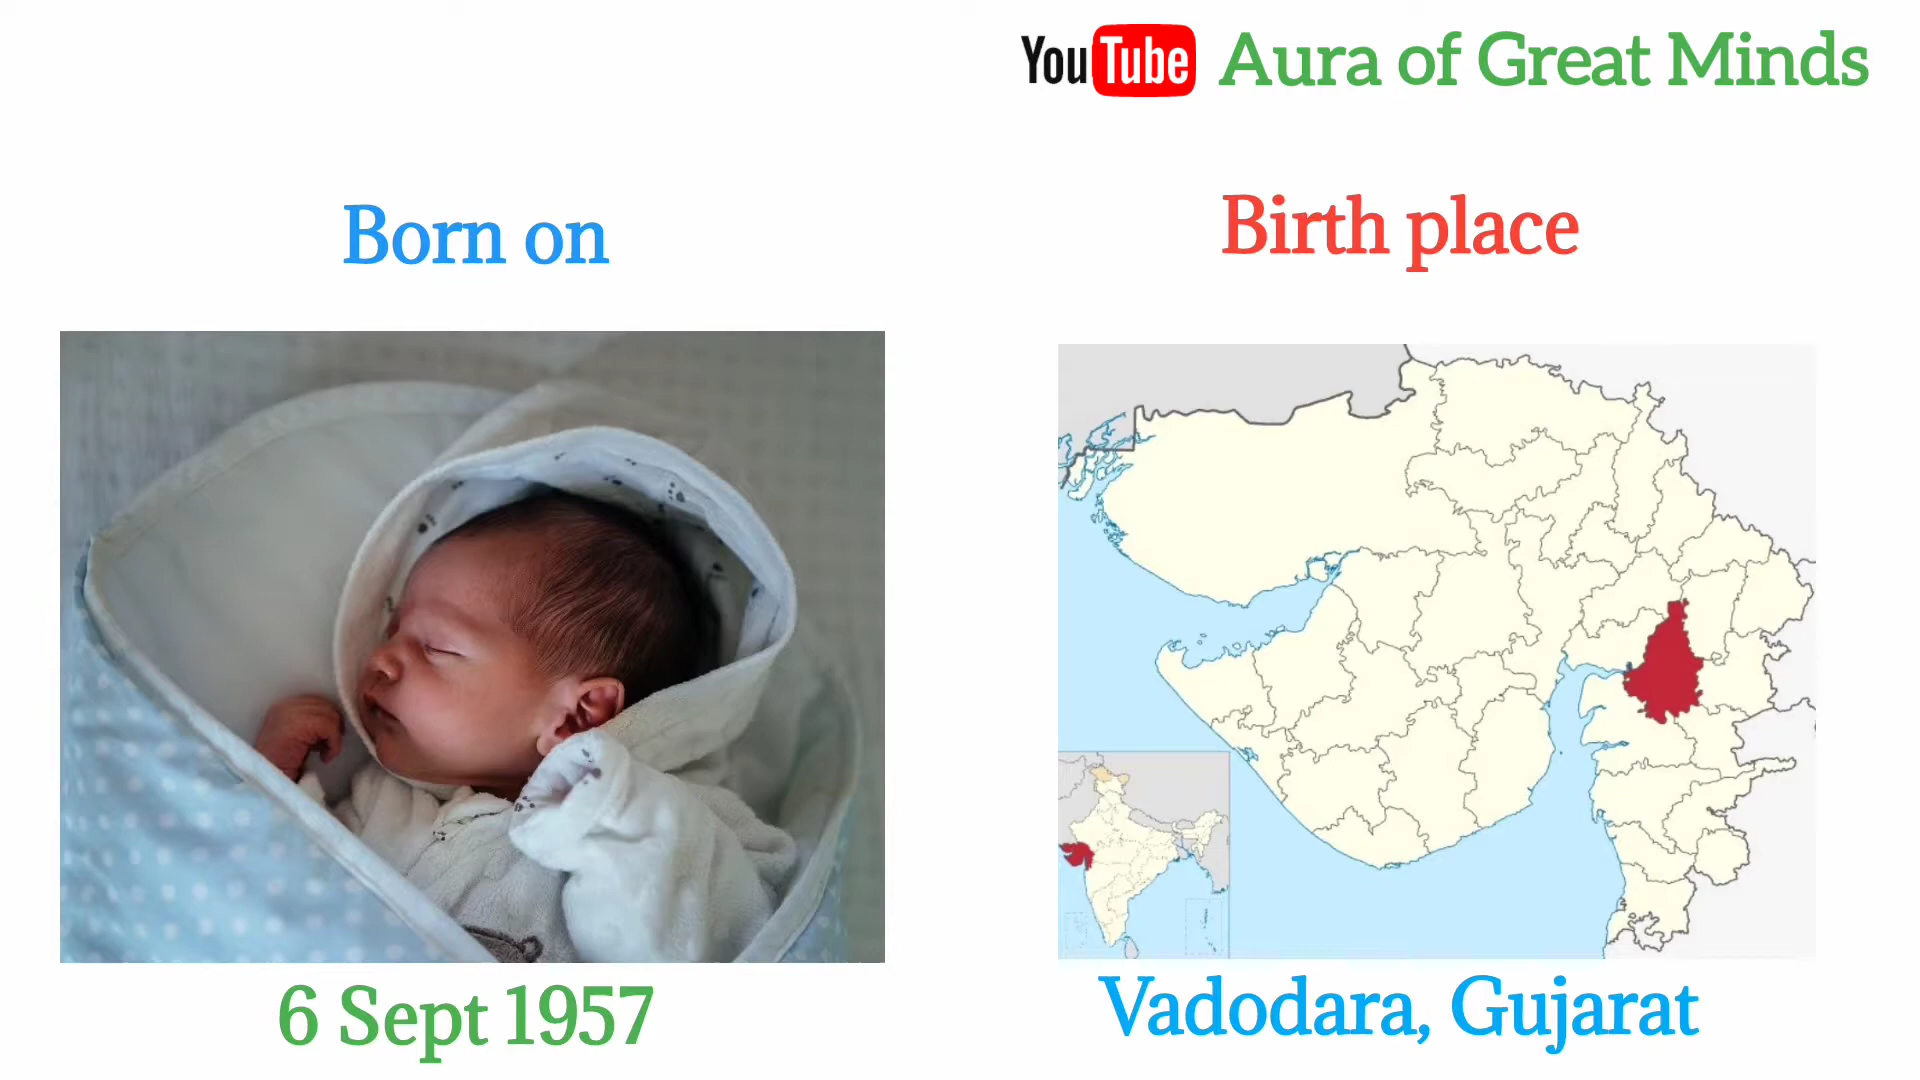 YouTube Aura of Great Minds
Born on
Birth place
6 Sept 1957
Vadodara, Gujarat